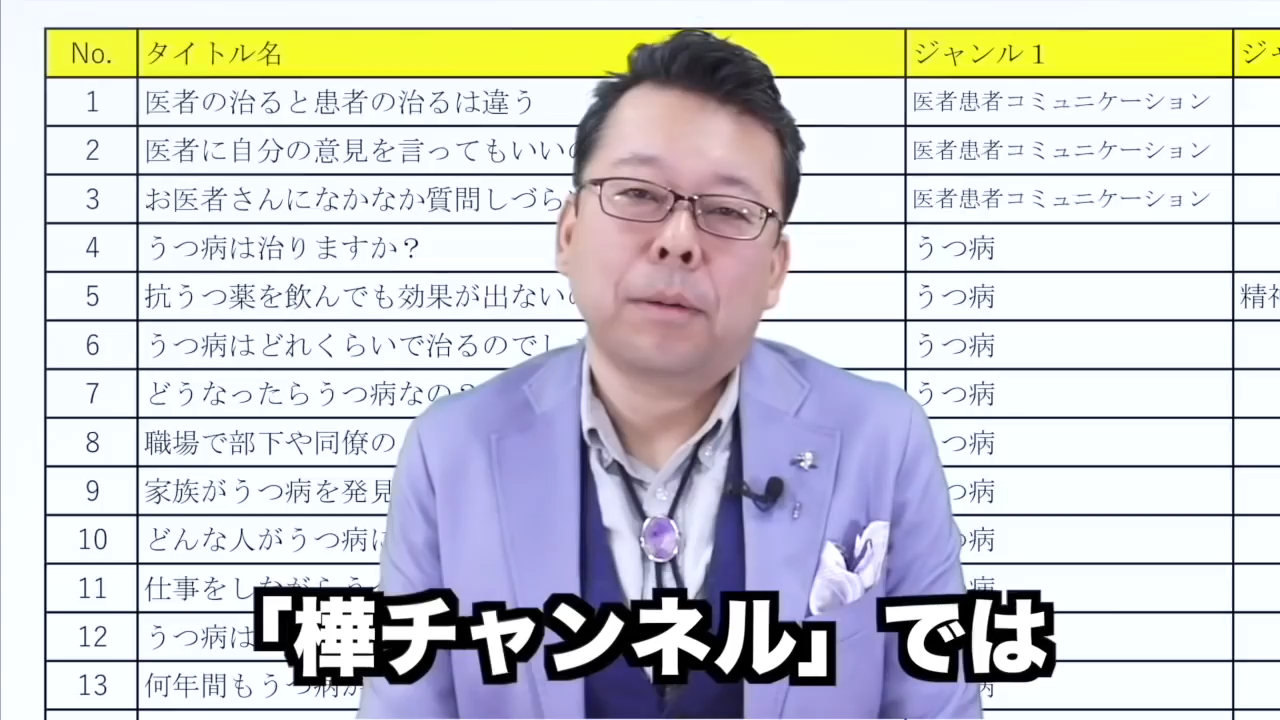 No. タイトル名 ジャンル１ ジャ
1 医者の治ると患者の治るは違う 医者患者コミュニケーション
2 医者に自分の意見を言ってもいい 医者患者コミュニケーション
3 お医者さんになかなか質問しづら 医者患者コミュニケーション
4 うつ病は治りますか？ うつ病
5 抗うつ薬を飲んでも効果が出ない うつ病 精神
6 うつ病はどれくらいで治るのでし うつ病
7 どうなったらうつ病なの？ うつ病
8 職場で部下や同僚の つ病
9 家族がうつ病を発見 つ病
10 どんな人がうつ病に 病
11 仕事をしながらう 病
12 うつ病は
13 何年間もうつ病が 病
「樺チャンネル」では